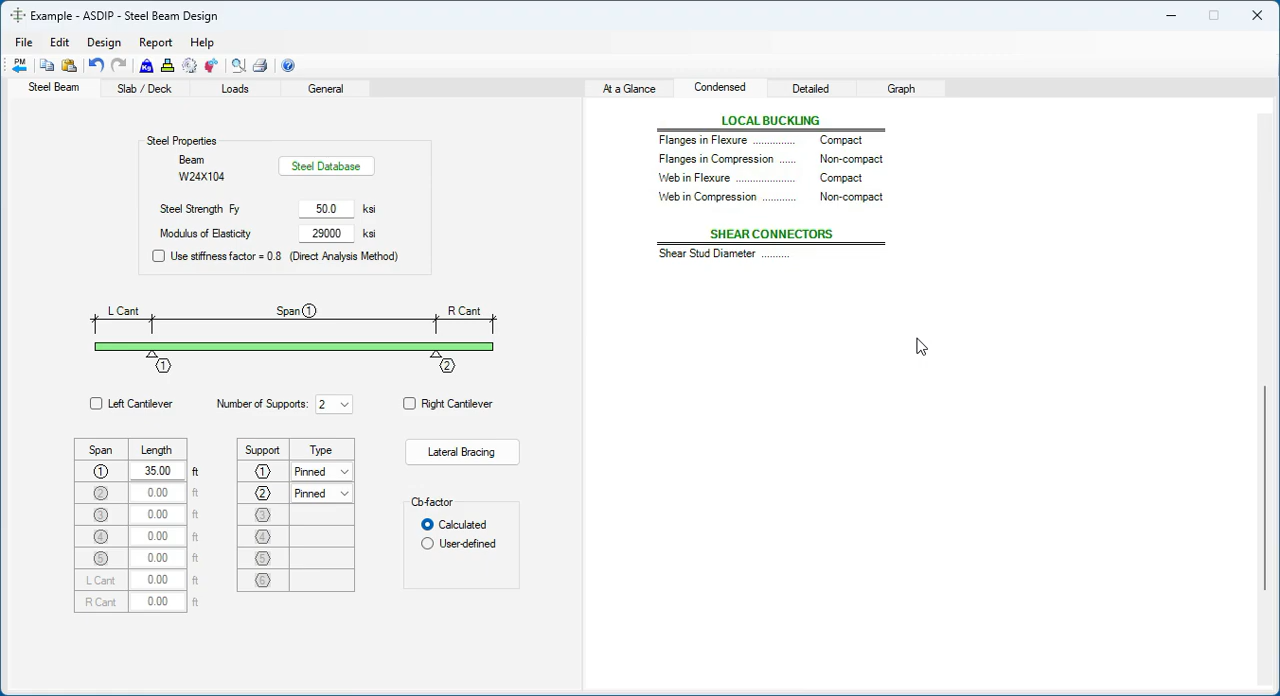 Example - ASDIP - Steel Beam Design
File Edit Design Report Help
PM Kg
Steel Beam Slab / Deck Loads General
At a Glance Condensed Detailed Graph
Steel Properties
Beam
W24X104
Steel Database
Steel Strength Fy 50.0 ksi
Modulus of Elasticity 29000 ksi
Use stiffness factor = 0.8 (Direct Analysis Method)
L Cant Span 1 R Cant
1 2
Left Cantilever Number of Supports: 2 Right Cantilever
Span Length
1 35.00 ft
2 0.00 ft
3 0.00 ft
4 0.00 ft
5 0.00 ft
L Cant 0.00 ft
R Cant 0.00 ft
Support Type
1 Pinned
2 Pinned
3
4
5
6
Lateral Bracing
Cb-factor
Calculated
User-defined
LOCAL BUCKLING
Flanges in Flexure .............. Compact
Flanges in Compression ...... Non-compact
Web in Flexure .................... Compact
Web in Compression ............ Non-compact
SHEAR CONNECTORS
Shear Stud Diameter ..........